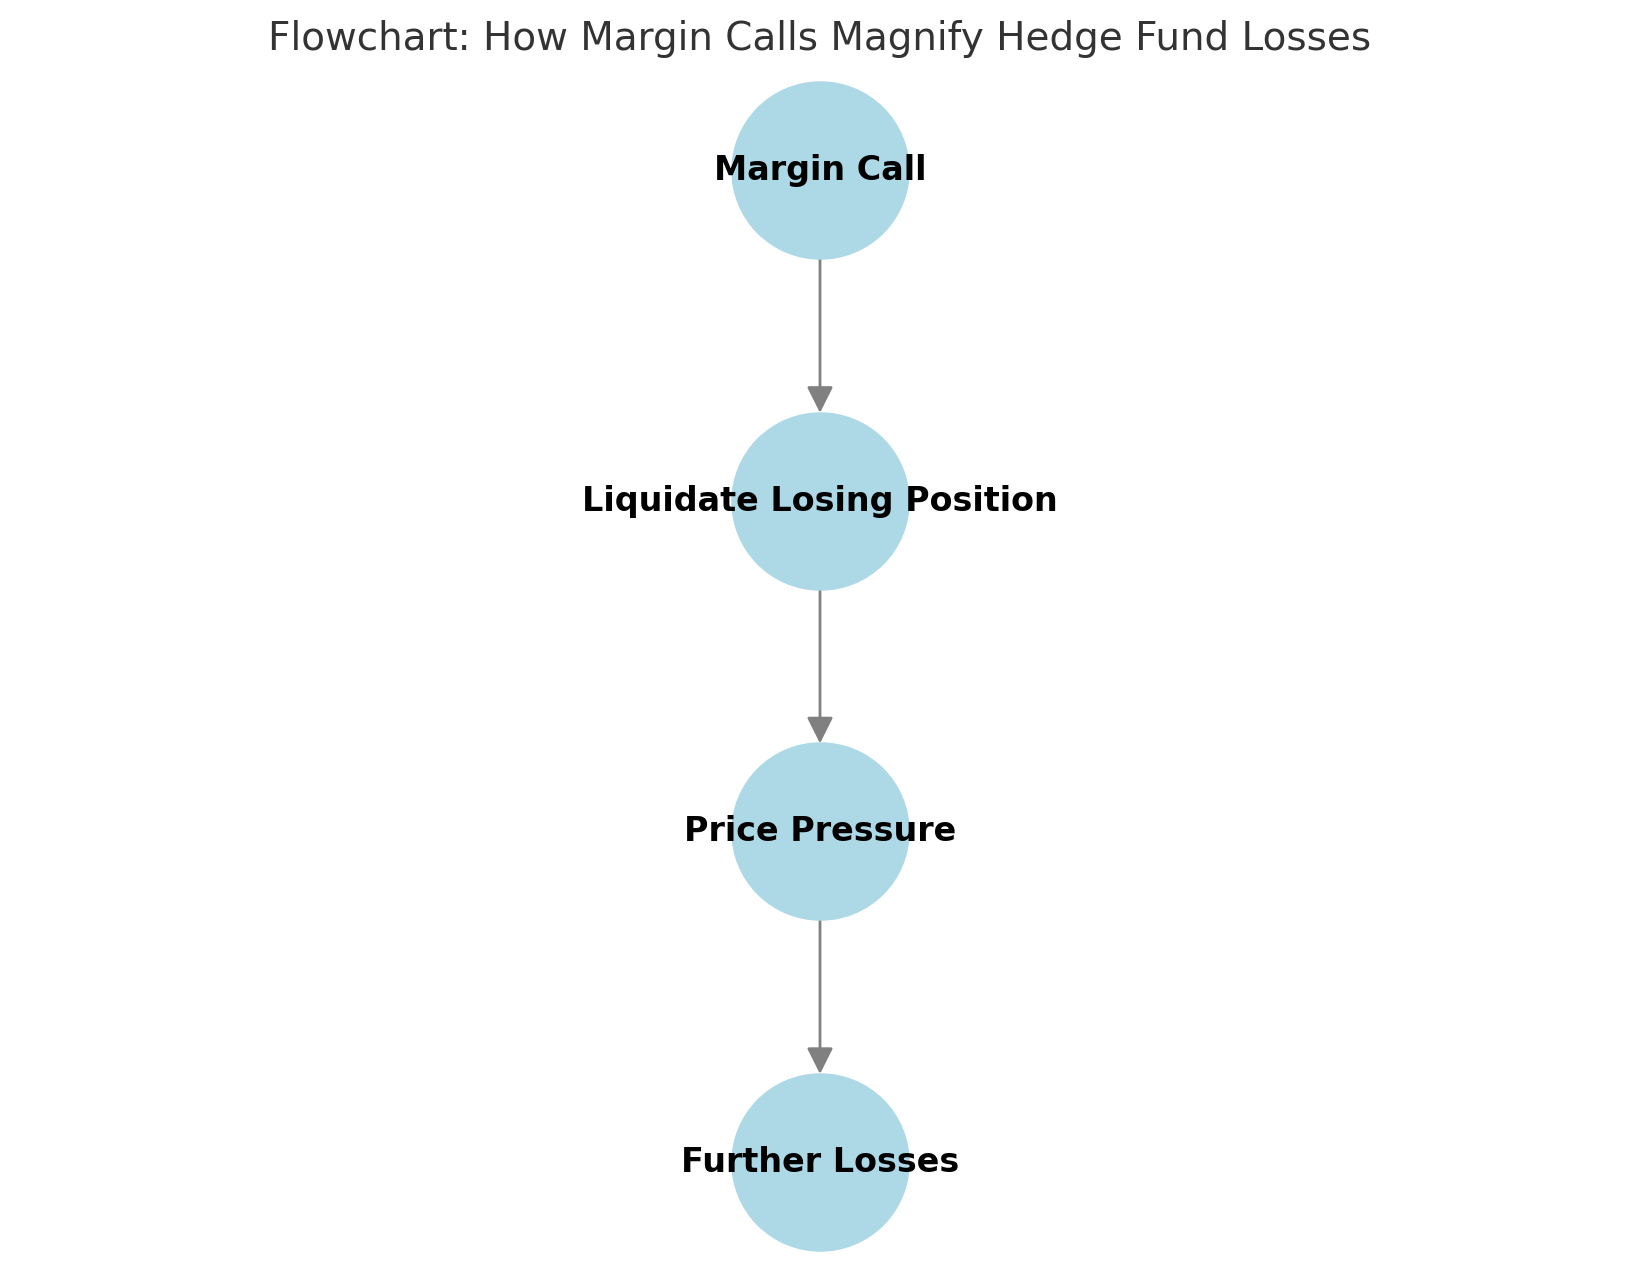 Flowchart: How Margin Calls Magnify Hedge Fund Losses
Margin Call
Liquidate Losing Position
Price Pressure
Further Losses